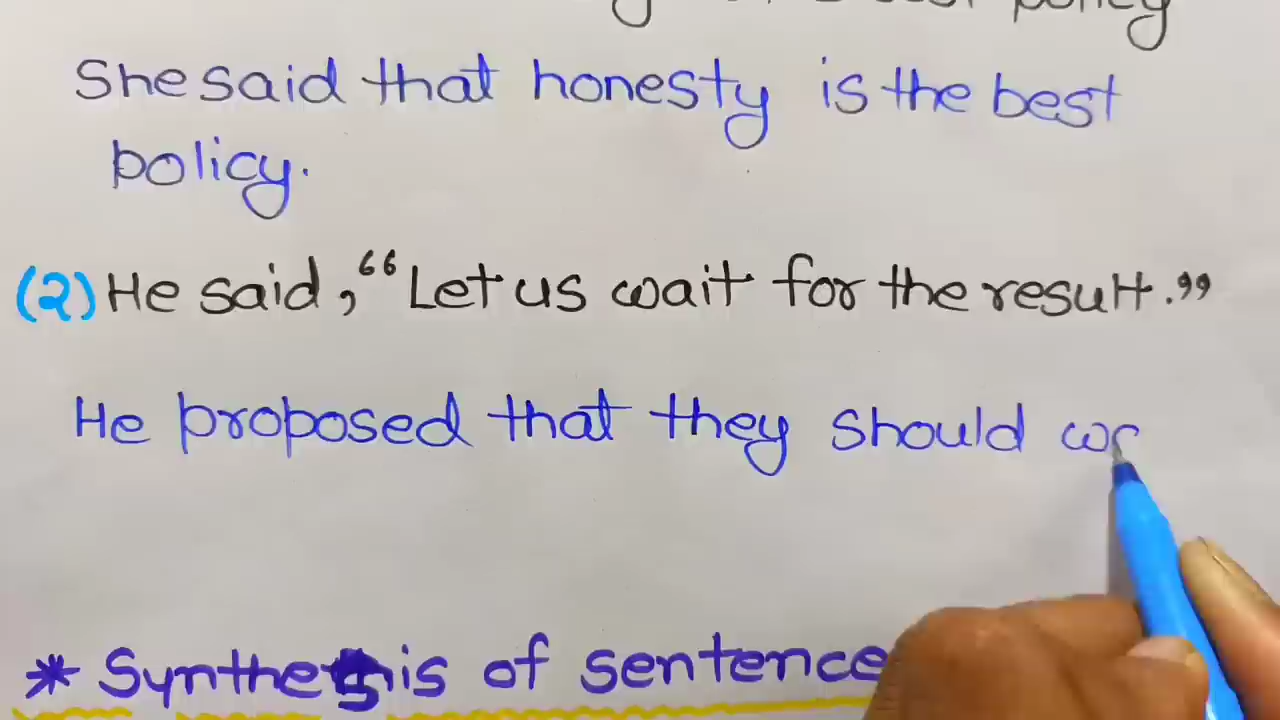 policy
She said that honesty is the best
policy.
(2) He said, “Let us wait for the result.”
He proposed that they should
* Synthesis of sentence